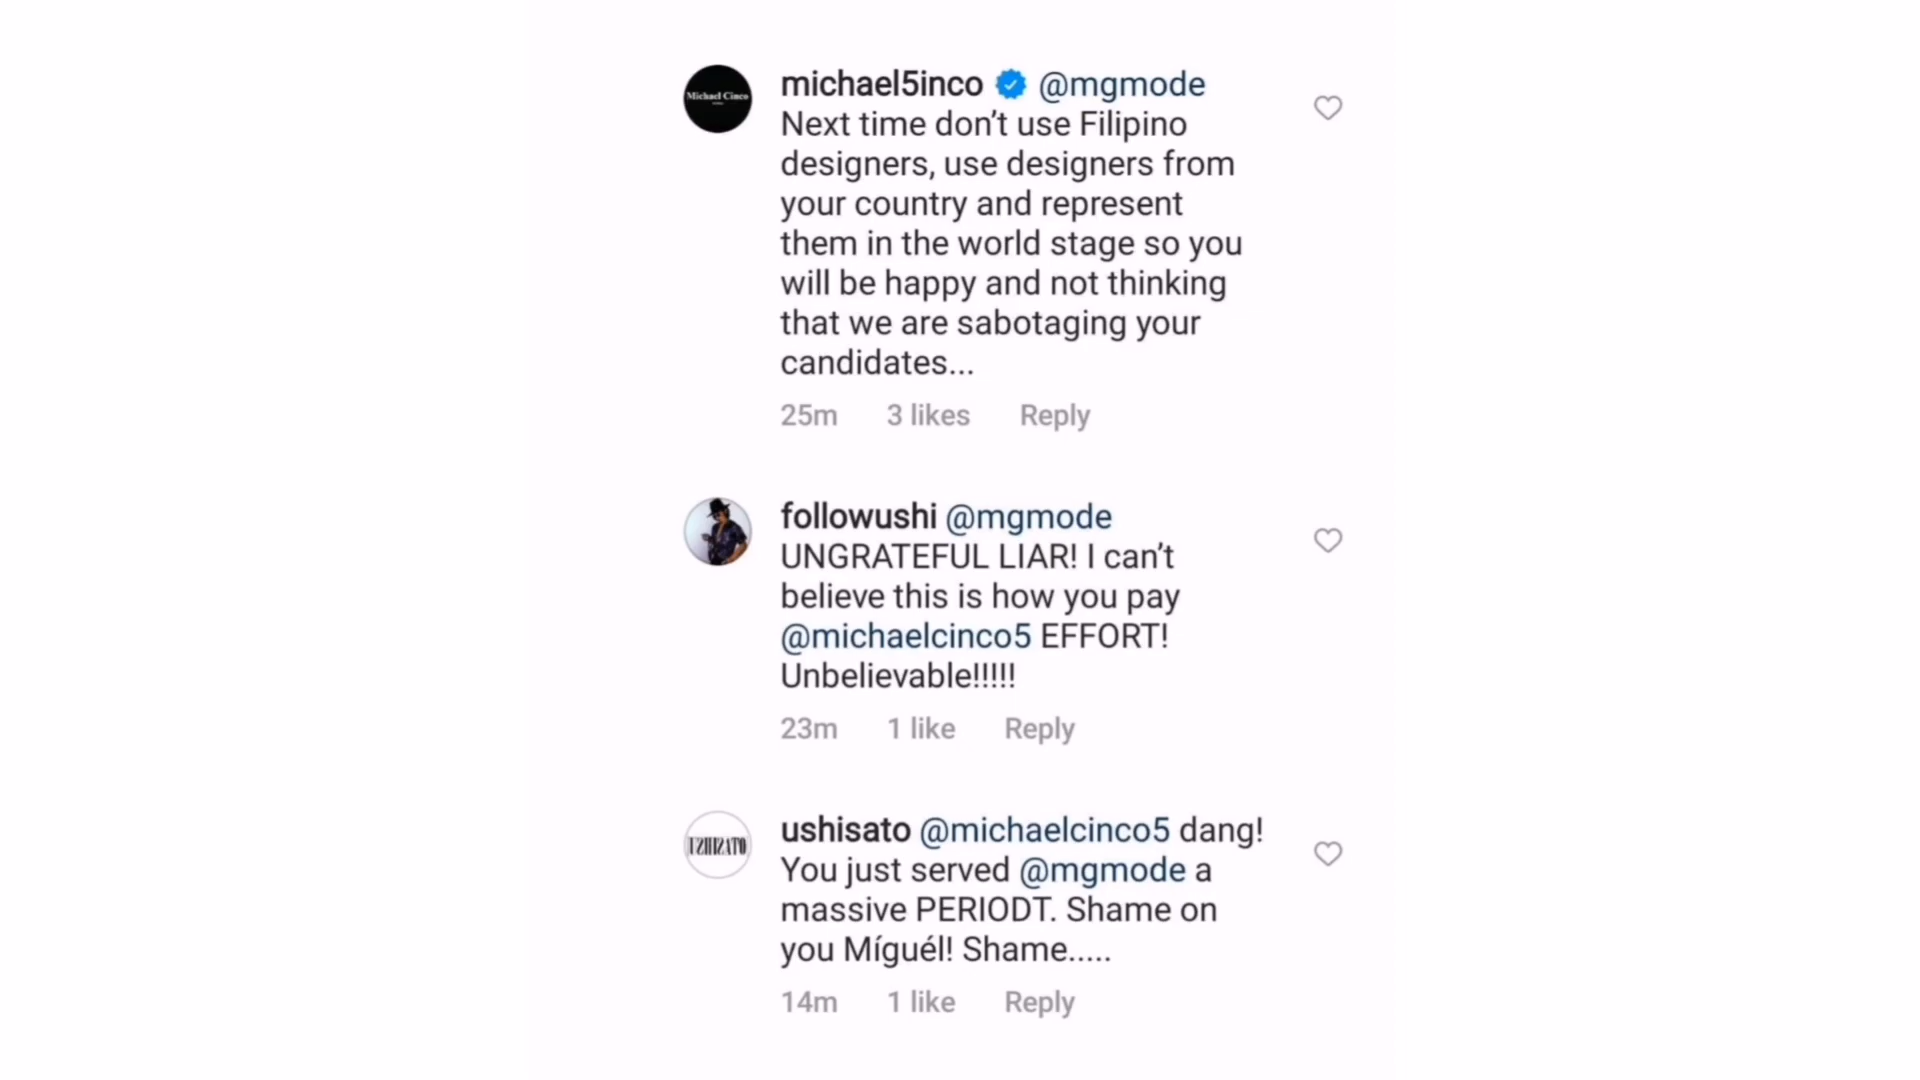 Michael Cinco
michael5inco @mgmode
Next time don't use Filipino
designers, use designers from
your country and represent
them in the world stage so you
will be happy and not thinking
that we are sabotaging your
candidates...
25m 3 likes Reply
followushi @mgmode
UNGRATEFUL LIAR! I can't
believe this is how you pay
@michaelcinco5 EFFORT!
Unbelievable!!!!!
23m 1 like Reply
USHISATO
ushisato @michaelcinco5 dang!
You just served @mgmode a
massive PERIODT. Shame on
you Míguél! Shame.....
14m 1 like Reply